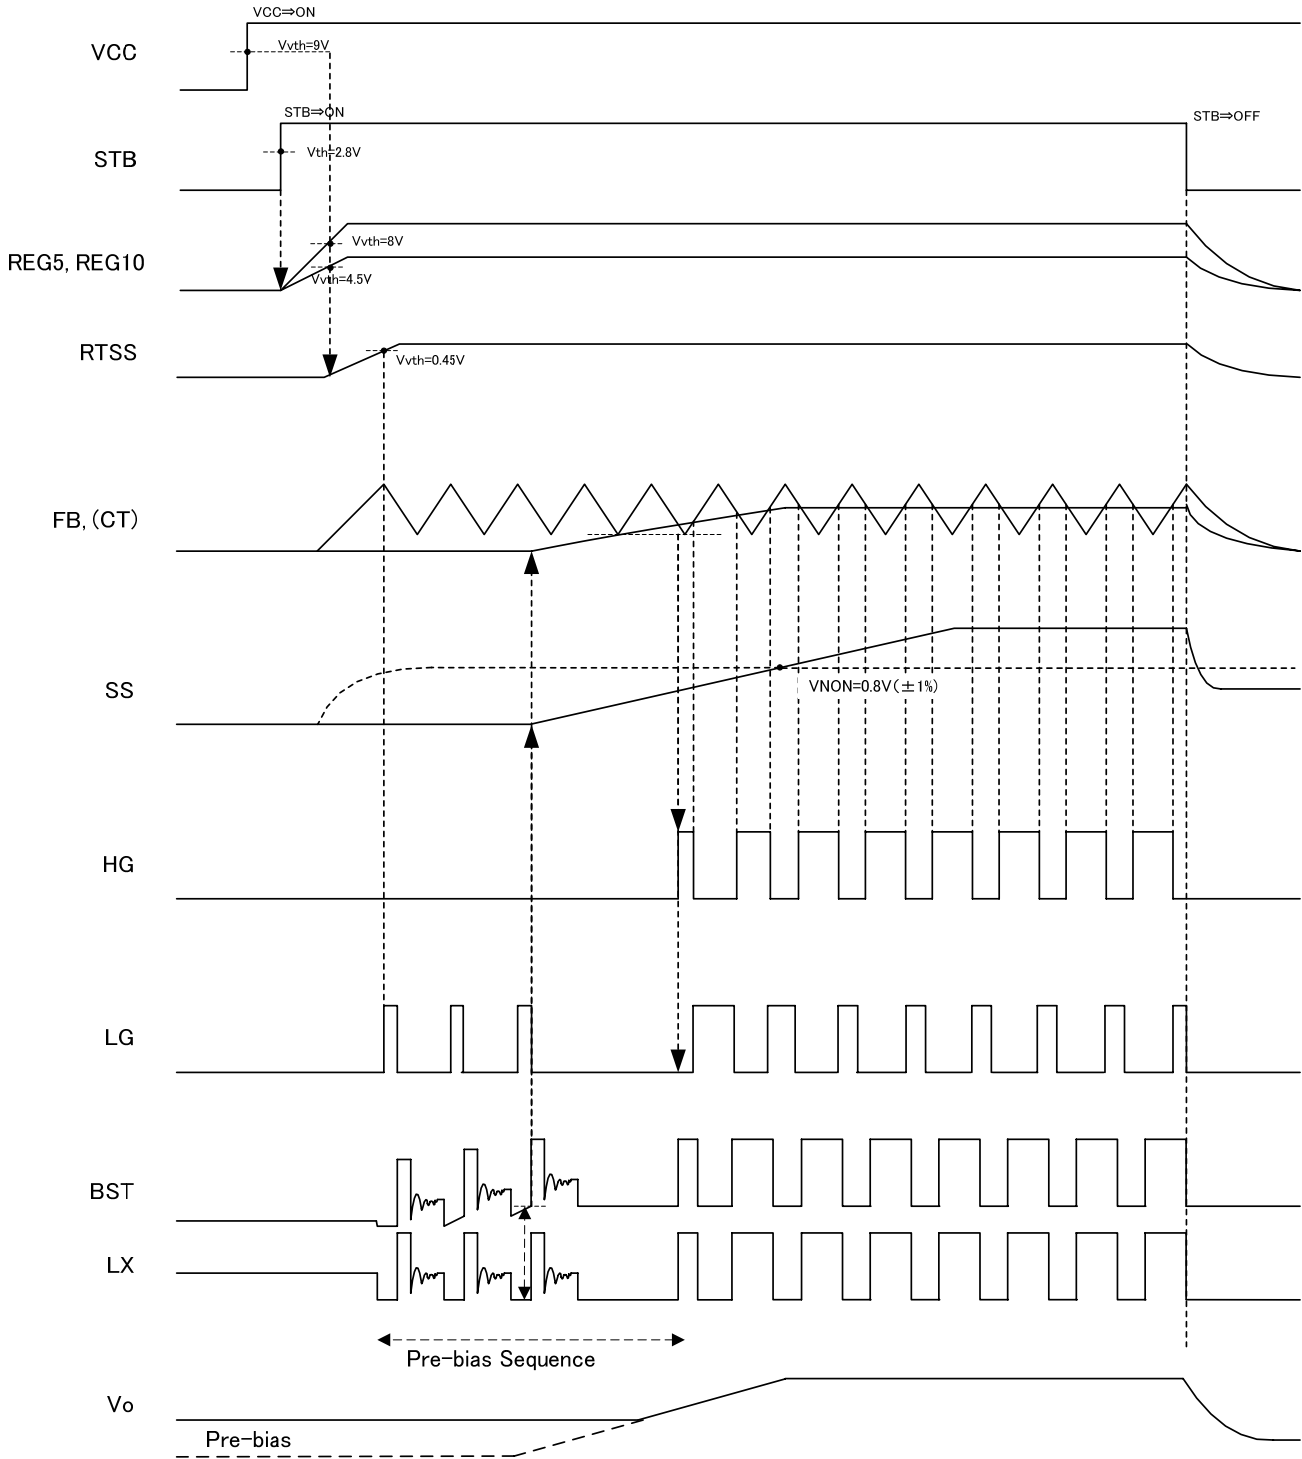 VCC⇒ON
VCC
Vvth=9V
STB⇒ON
STB⇒OFF
STB
Vth=2.8V
REG5, REG10
Vvth=8V
Vvth=4.5V
RTSS
Vvth=0.45V
FB, (CT)
SS
VNON=0.8V(±1%)
HG
LG
BST
LX
Pre-bias Sequence
Vo
Pre-bias